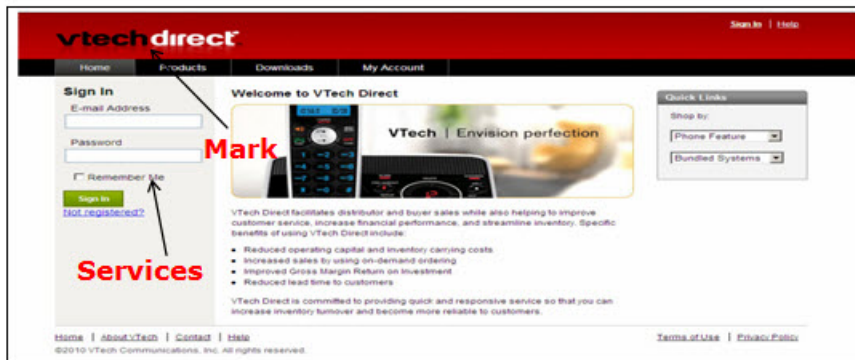 Sign In | Help
vtechdirect
Home Products Downloads My Account
Sign In
E-mail Address
Password
Remember Me
Sign In
Not registered?
Mark
Services
Welcome to VTech Direct
VTech | Envision perfection
VTech Direct facilitates distributor and buyer sales while also helping to improve
customer service, increase financial performance, and streamline inventory. Specific
benefits of using VTech Direct include:
• Reduced operating capital and inventory carrying costs
• Increased sales by using on-demand ordering
• Improved Gross Margin Return on Investment
• Reduced lead time to customers
VTech Direct is committed to providing quick and responsive service so that you can
increase inventory turnover and become more reliable to customers.
Quick Links
Shop by:
Phone Feature
Bundled Systems
Home | About VTech | Contact | Help
Terms of Use | Privacy Policy
©2010 VTech Communications, Inc. All rights reserved.